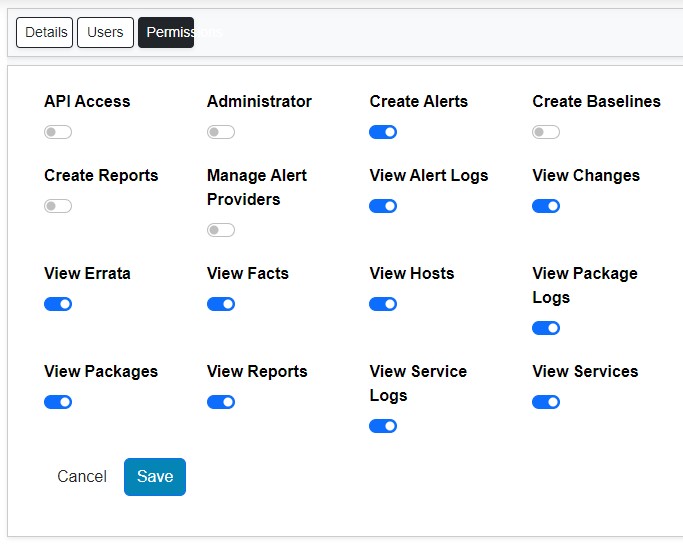 Details Users Permissions
API Access Administrator Create Alerts Create Baselines
Create Reports Manage Alert Providers View Alert Logs View Changes
View Errata View Facts View Hosts View Package Logs
View Packages View Reports View Service Logs View Services
Cancel Save